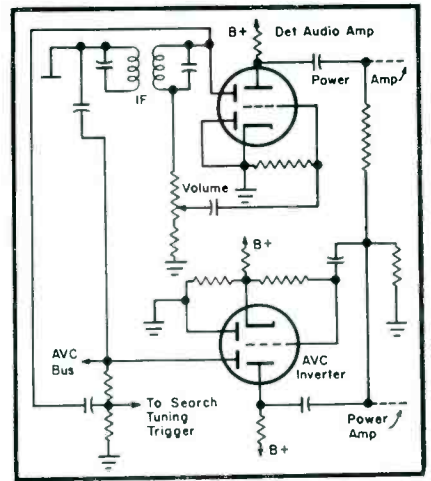 B+ Det Audio Amp
Power Amp
IF
Volume
B+
AVC
Bus
AVC
Inverter
To Search
Tuning
Trigger
Power
Amp
B+